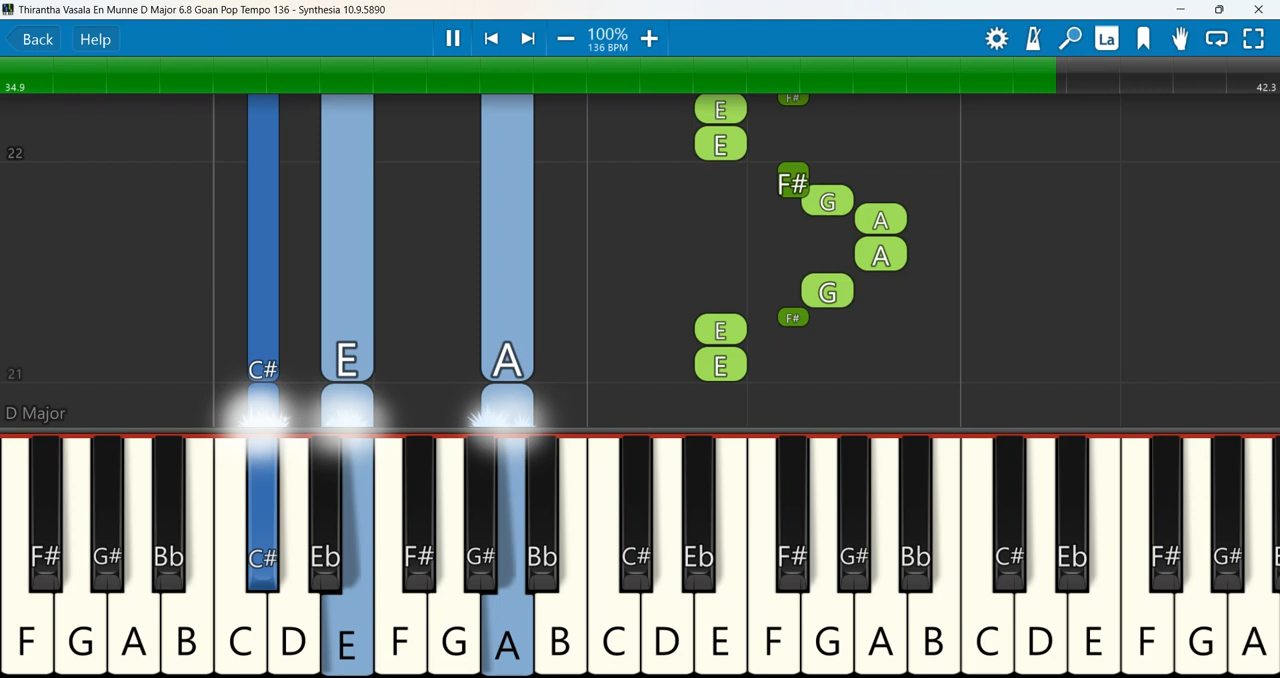 Thirantha Vasala En Munne D Major 6.8 Goan Pop Tempo 136 - Synthesia 10.9.5890
Back Help 100% La
136 BPM
34.9 42.3
E F#
E
22
F#
G
A
A
G
F#
E
C# E A E
21
D Major
F# G# Bb C# Eb F# G# Bb C# Eb F# G# Bb C# Eb F# G#
F G A B C D E F G A B C D E F G A B C D E F G A